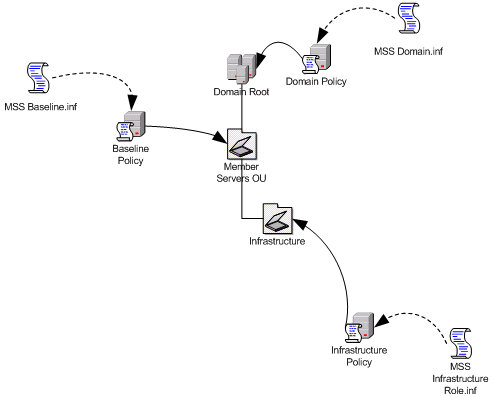 MSS Domain.inf
Domain Policy
Domain Root
MSS Baseline.inf
Baseline
Policy
Member
Servers OU
Infrastructure
Infrastructure
Policy
MSS
Infrastructure
Role.inf